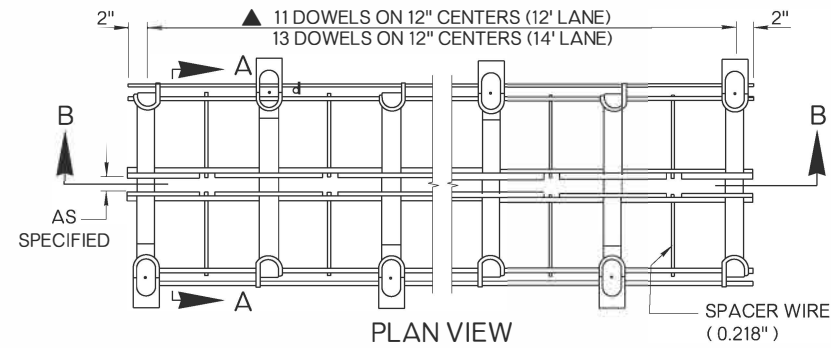 ▲ 11 DOWELS ON 12" CENTERS (12' LANE)
13 DOWELS ON 12" CENTERS (14' LANE)
2"
2"
A
d
B
B
AS
SPECIFIED
A
SPACER WIRE
( 0.218" )
PLAN VIEW